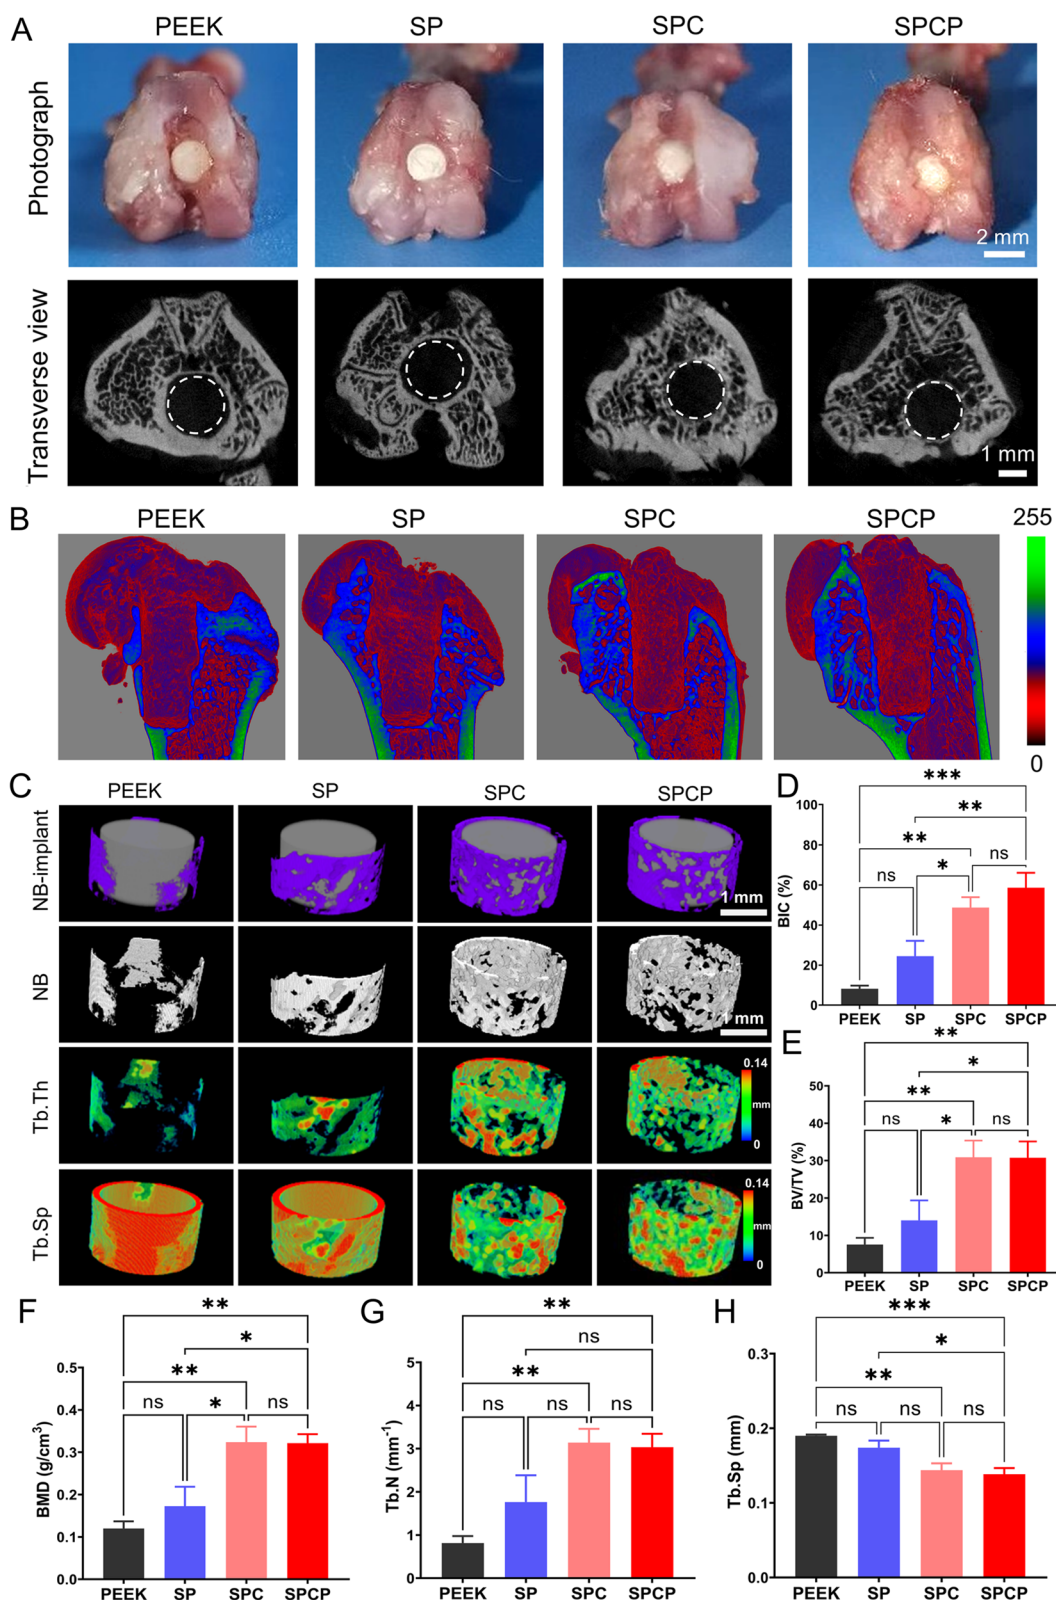 A
PEEK SP SPC SPCP
Photograph
2 mm
Transverse view
1 mm
B
PEEK SP SPC SPCP
255
0
C
PEEK SP SPC SPCP
NB-implant
1 mm
NB
1 mm
Tb.Th
0.14
mm
0
Tb.Sp
0.14
mm
0
D
***
**
**
ns
ns
*
100
80
60
40
20
0
BIC (%)
PEEK SP SPC SPCP
E
**
*
**
ns * ns
50
40
30
20
10
0
BV/TV (%)
PEEK SP SPC SPCP
F
**
*
**
ns * ns
0.5
0.4
0.3
0.2
0.1
0.0
BMD (g/cm³)
PEEK SP SPC SPCP
G
**
ns
**
ns ns ns
5
4
3
2
1
0
Tb.N (mm⁻¹)
PEEK SP SPC SPCP
H
***
*
**
ns ns ns
0.2
0.1
0.0
Tb.Sp (mm)
PEEK SP SPC SPCP